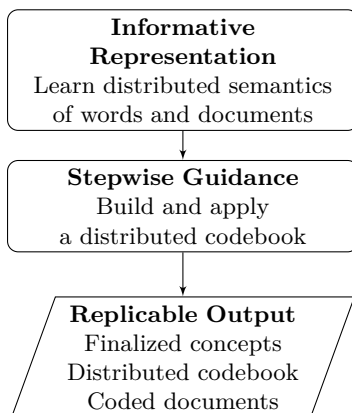 Informative
Representation
Learn distributed semantics
of words and documents
Stepwise Guidance
Build and apply
a distributed codebook
Replicable Output
Finalized concepts
Distributed codebook
Coded documents